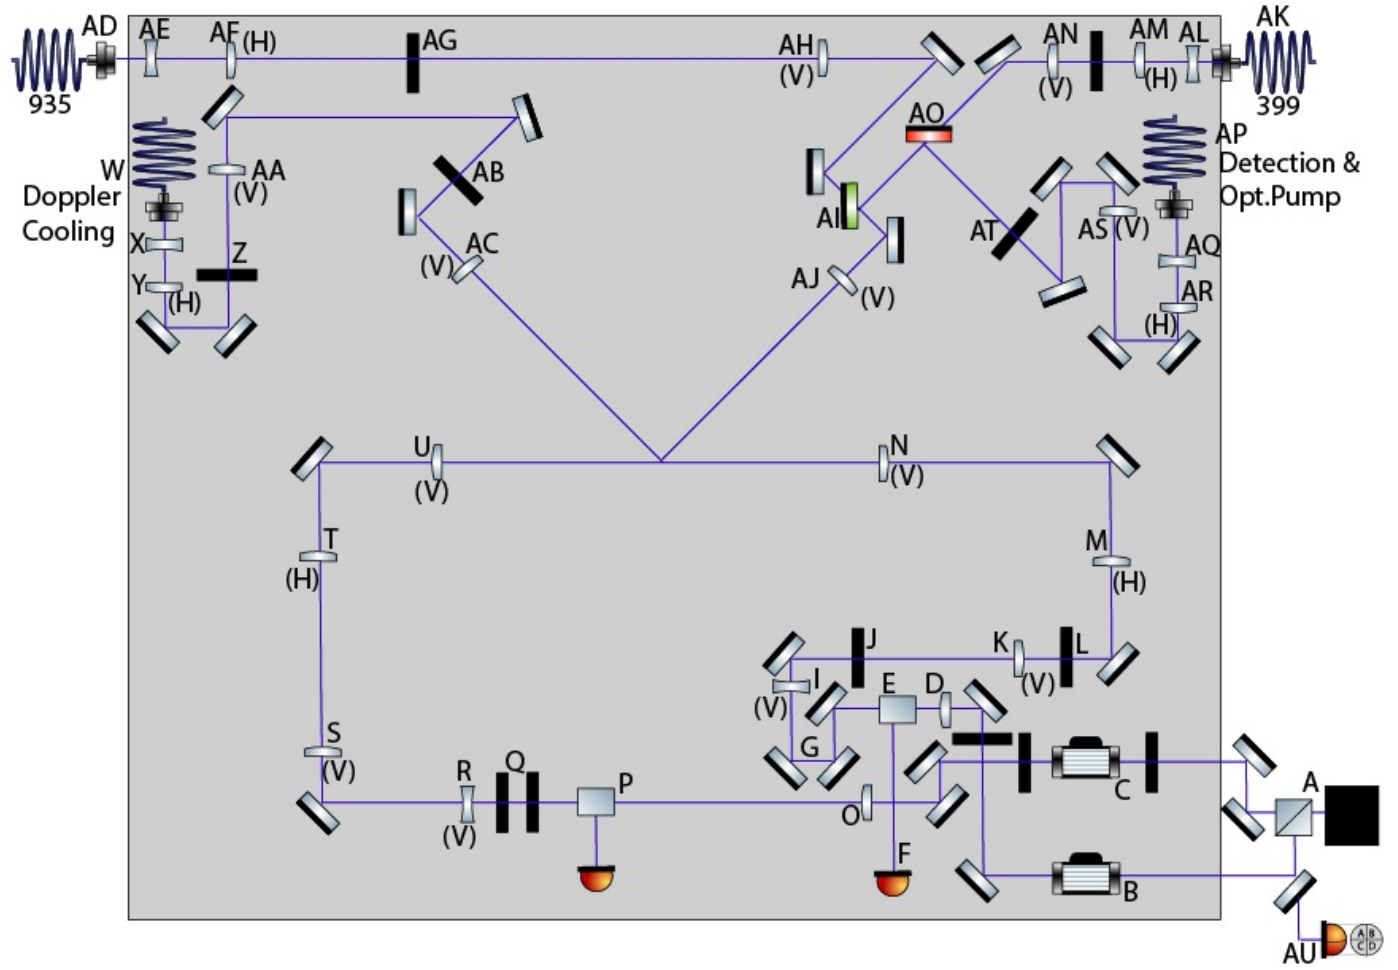 AD
AE
AF (H)
AG
AH
(V)
AN
(V)
AM
(H)
AL
AK
935
399
W
Doppler
Cooling
AA
(V)
AB
AO
AP
Detection &
Opt.Pump
X
Y
(H)
Z
(V)
AC
AI
AJ
(V)
AT
AS (V)
AQ
AR
(H)
U
(V)
N
(V)
T
(H)
M
(H)
J
K
(V)
L
I
(V)
E
D
G
S
(V)
R
(V)
Q
P
O
C
A
F
B
AU
A B
C D